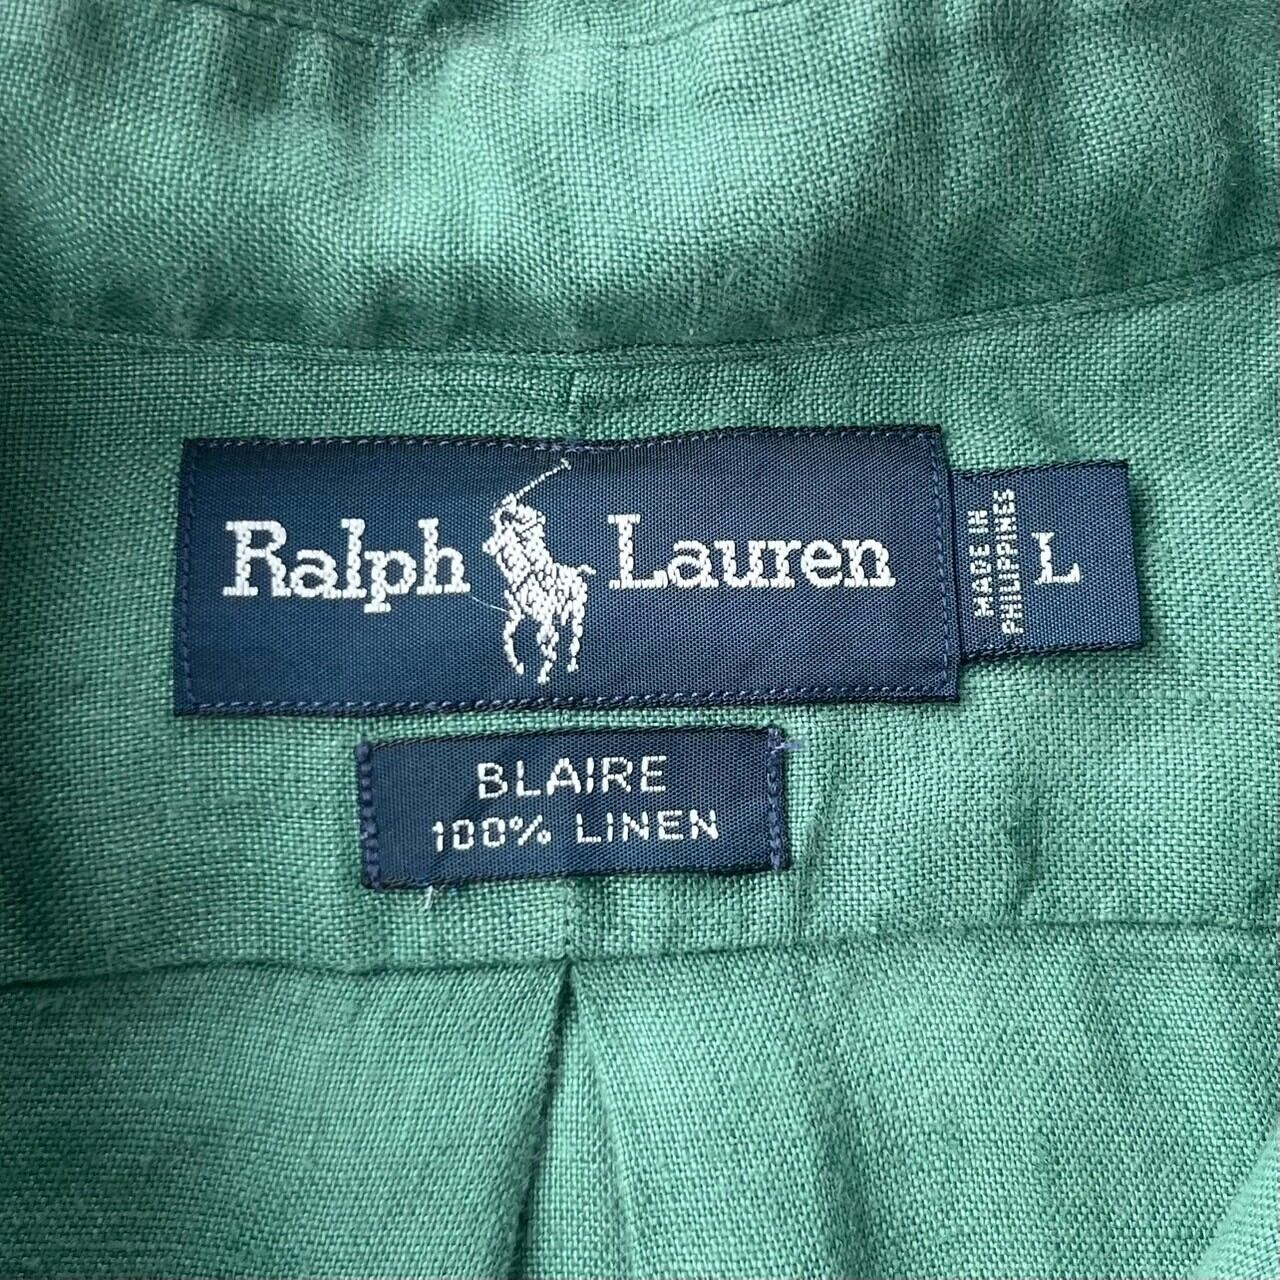 Ralph Lauren
MADE IN
PHILIPPINES
L
BLAIRE
100% LINEN